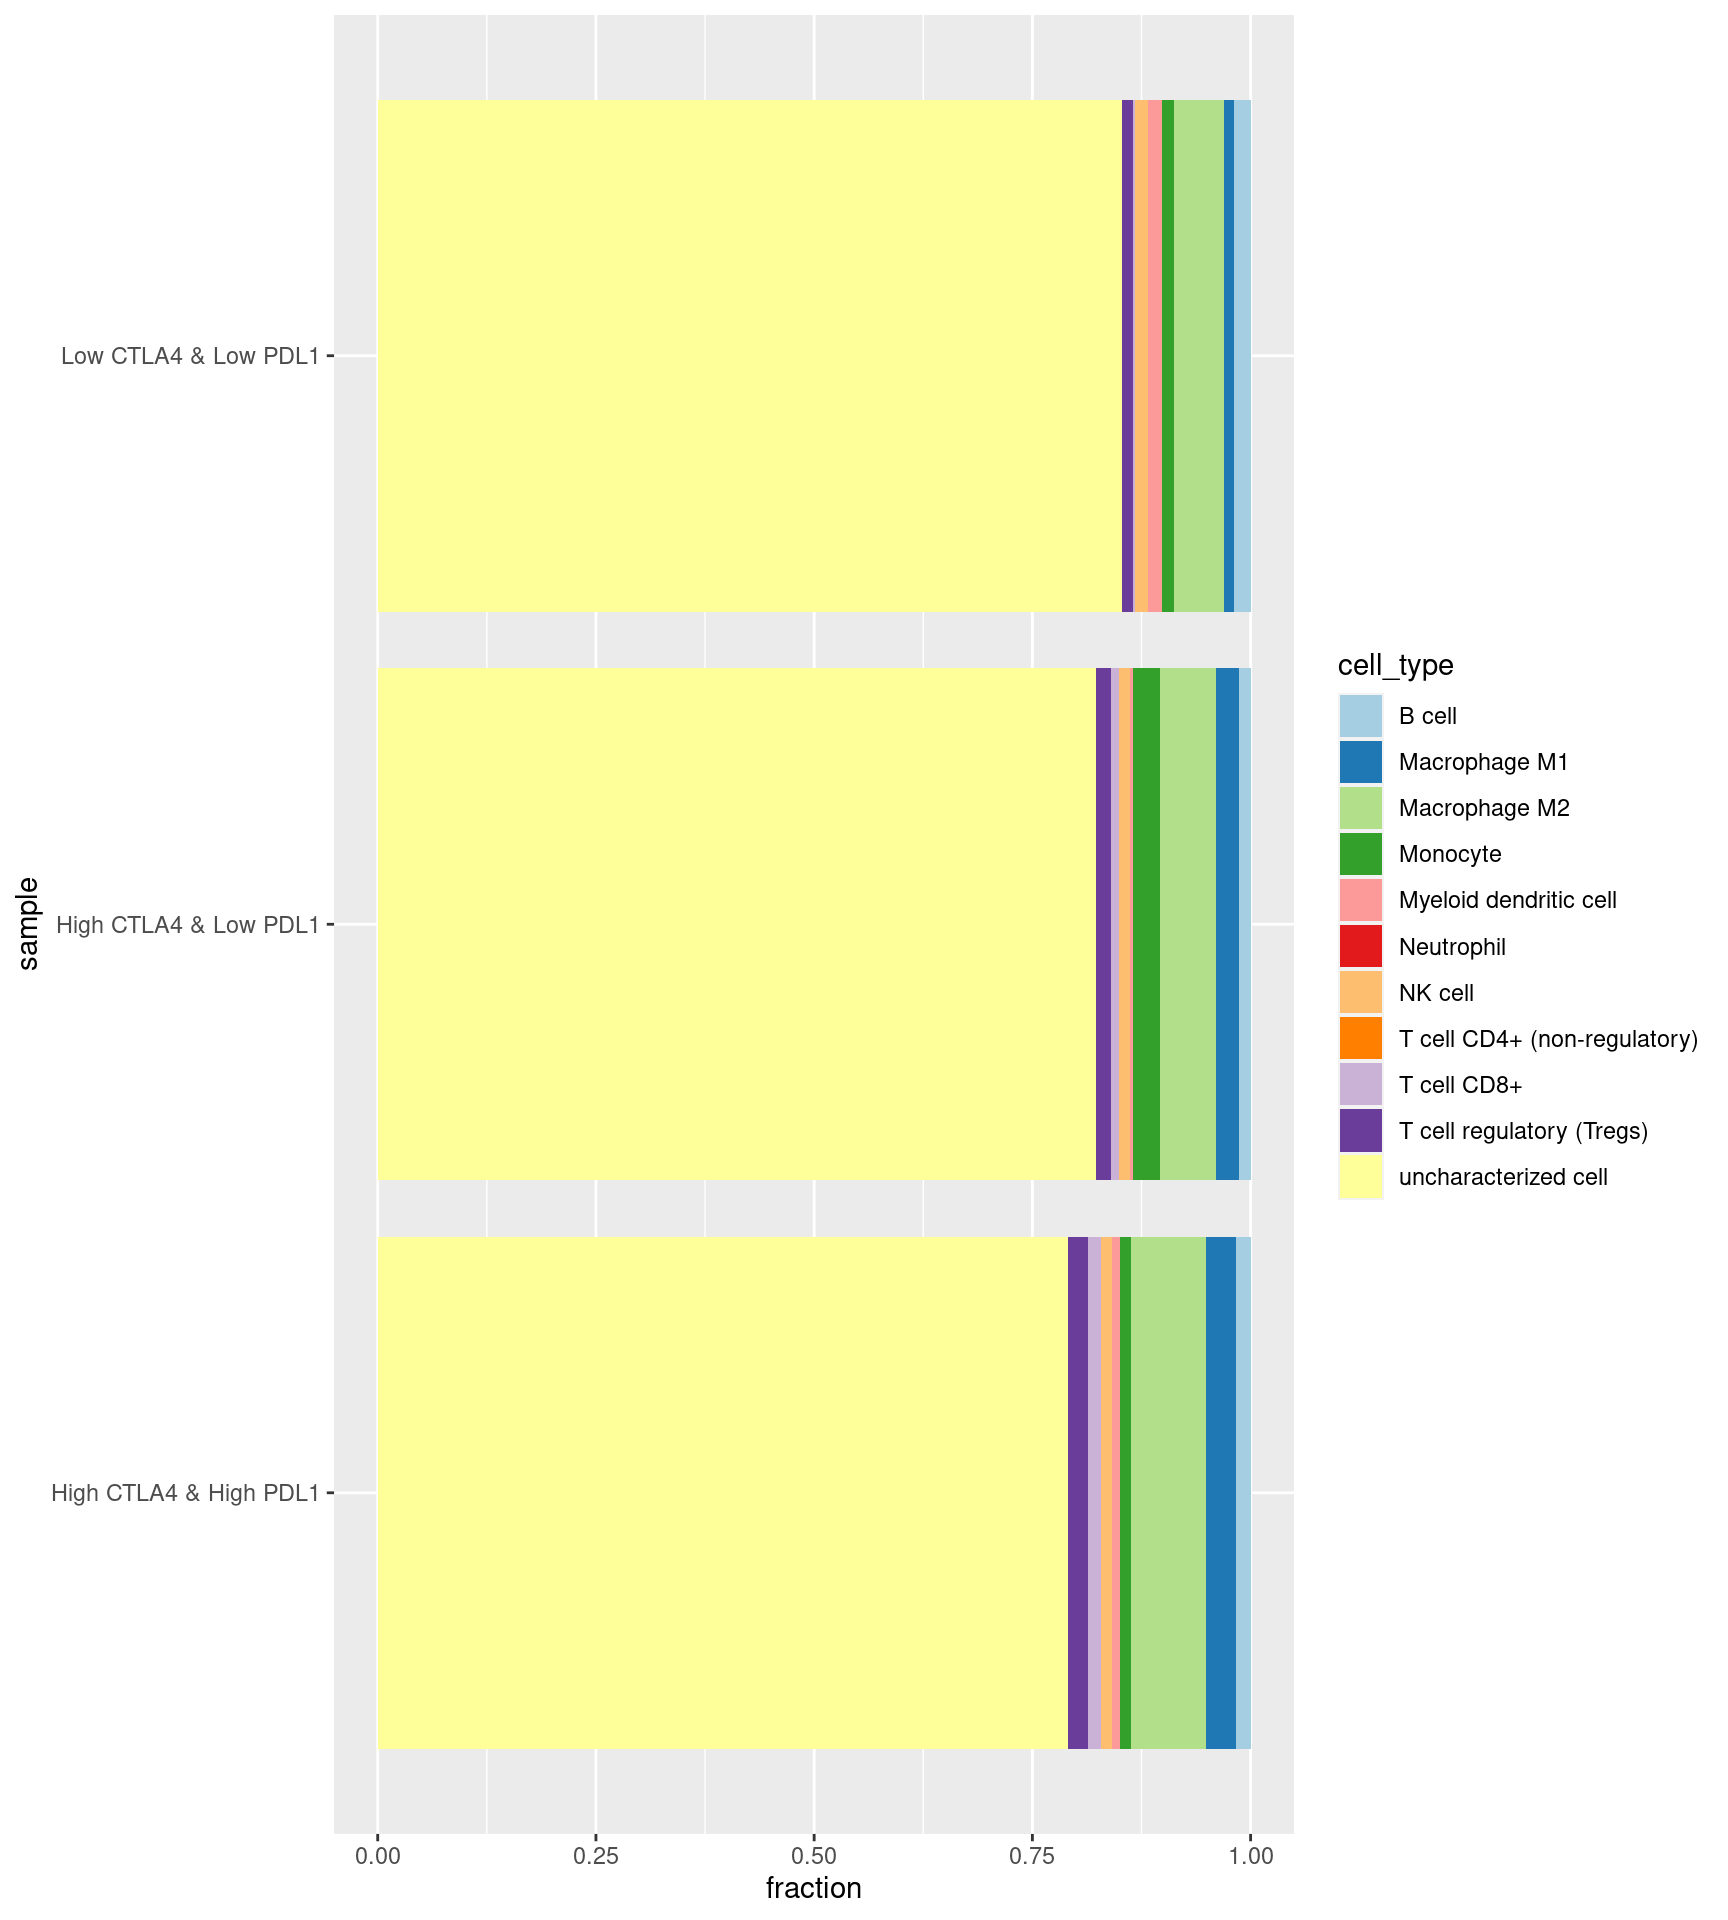 Low CTLA4 & Low PDL1
High CTLA4 & Low PDL1
High CTLA4 & High PDL1
sample
0.00
0.25
0.50
0.75
1.00
fraction
cell_type
B cell
Macrophage M1
Macrophage M2
Monocyte
Myeloid dendritic cell
Neutrophil
NK cell
T cell CD4+ (non-regulatory)
T cell CD8+
T cell regulatory (Tregs)
uncharacterized cell